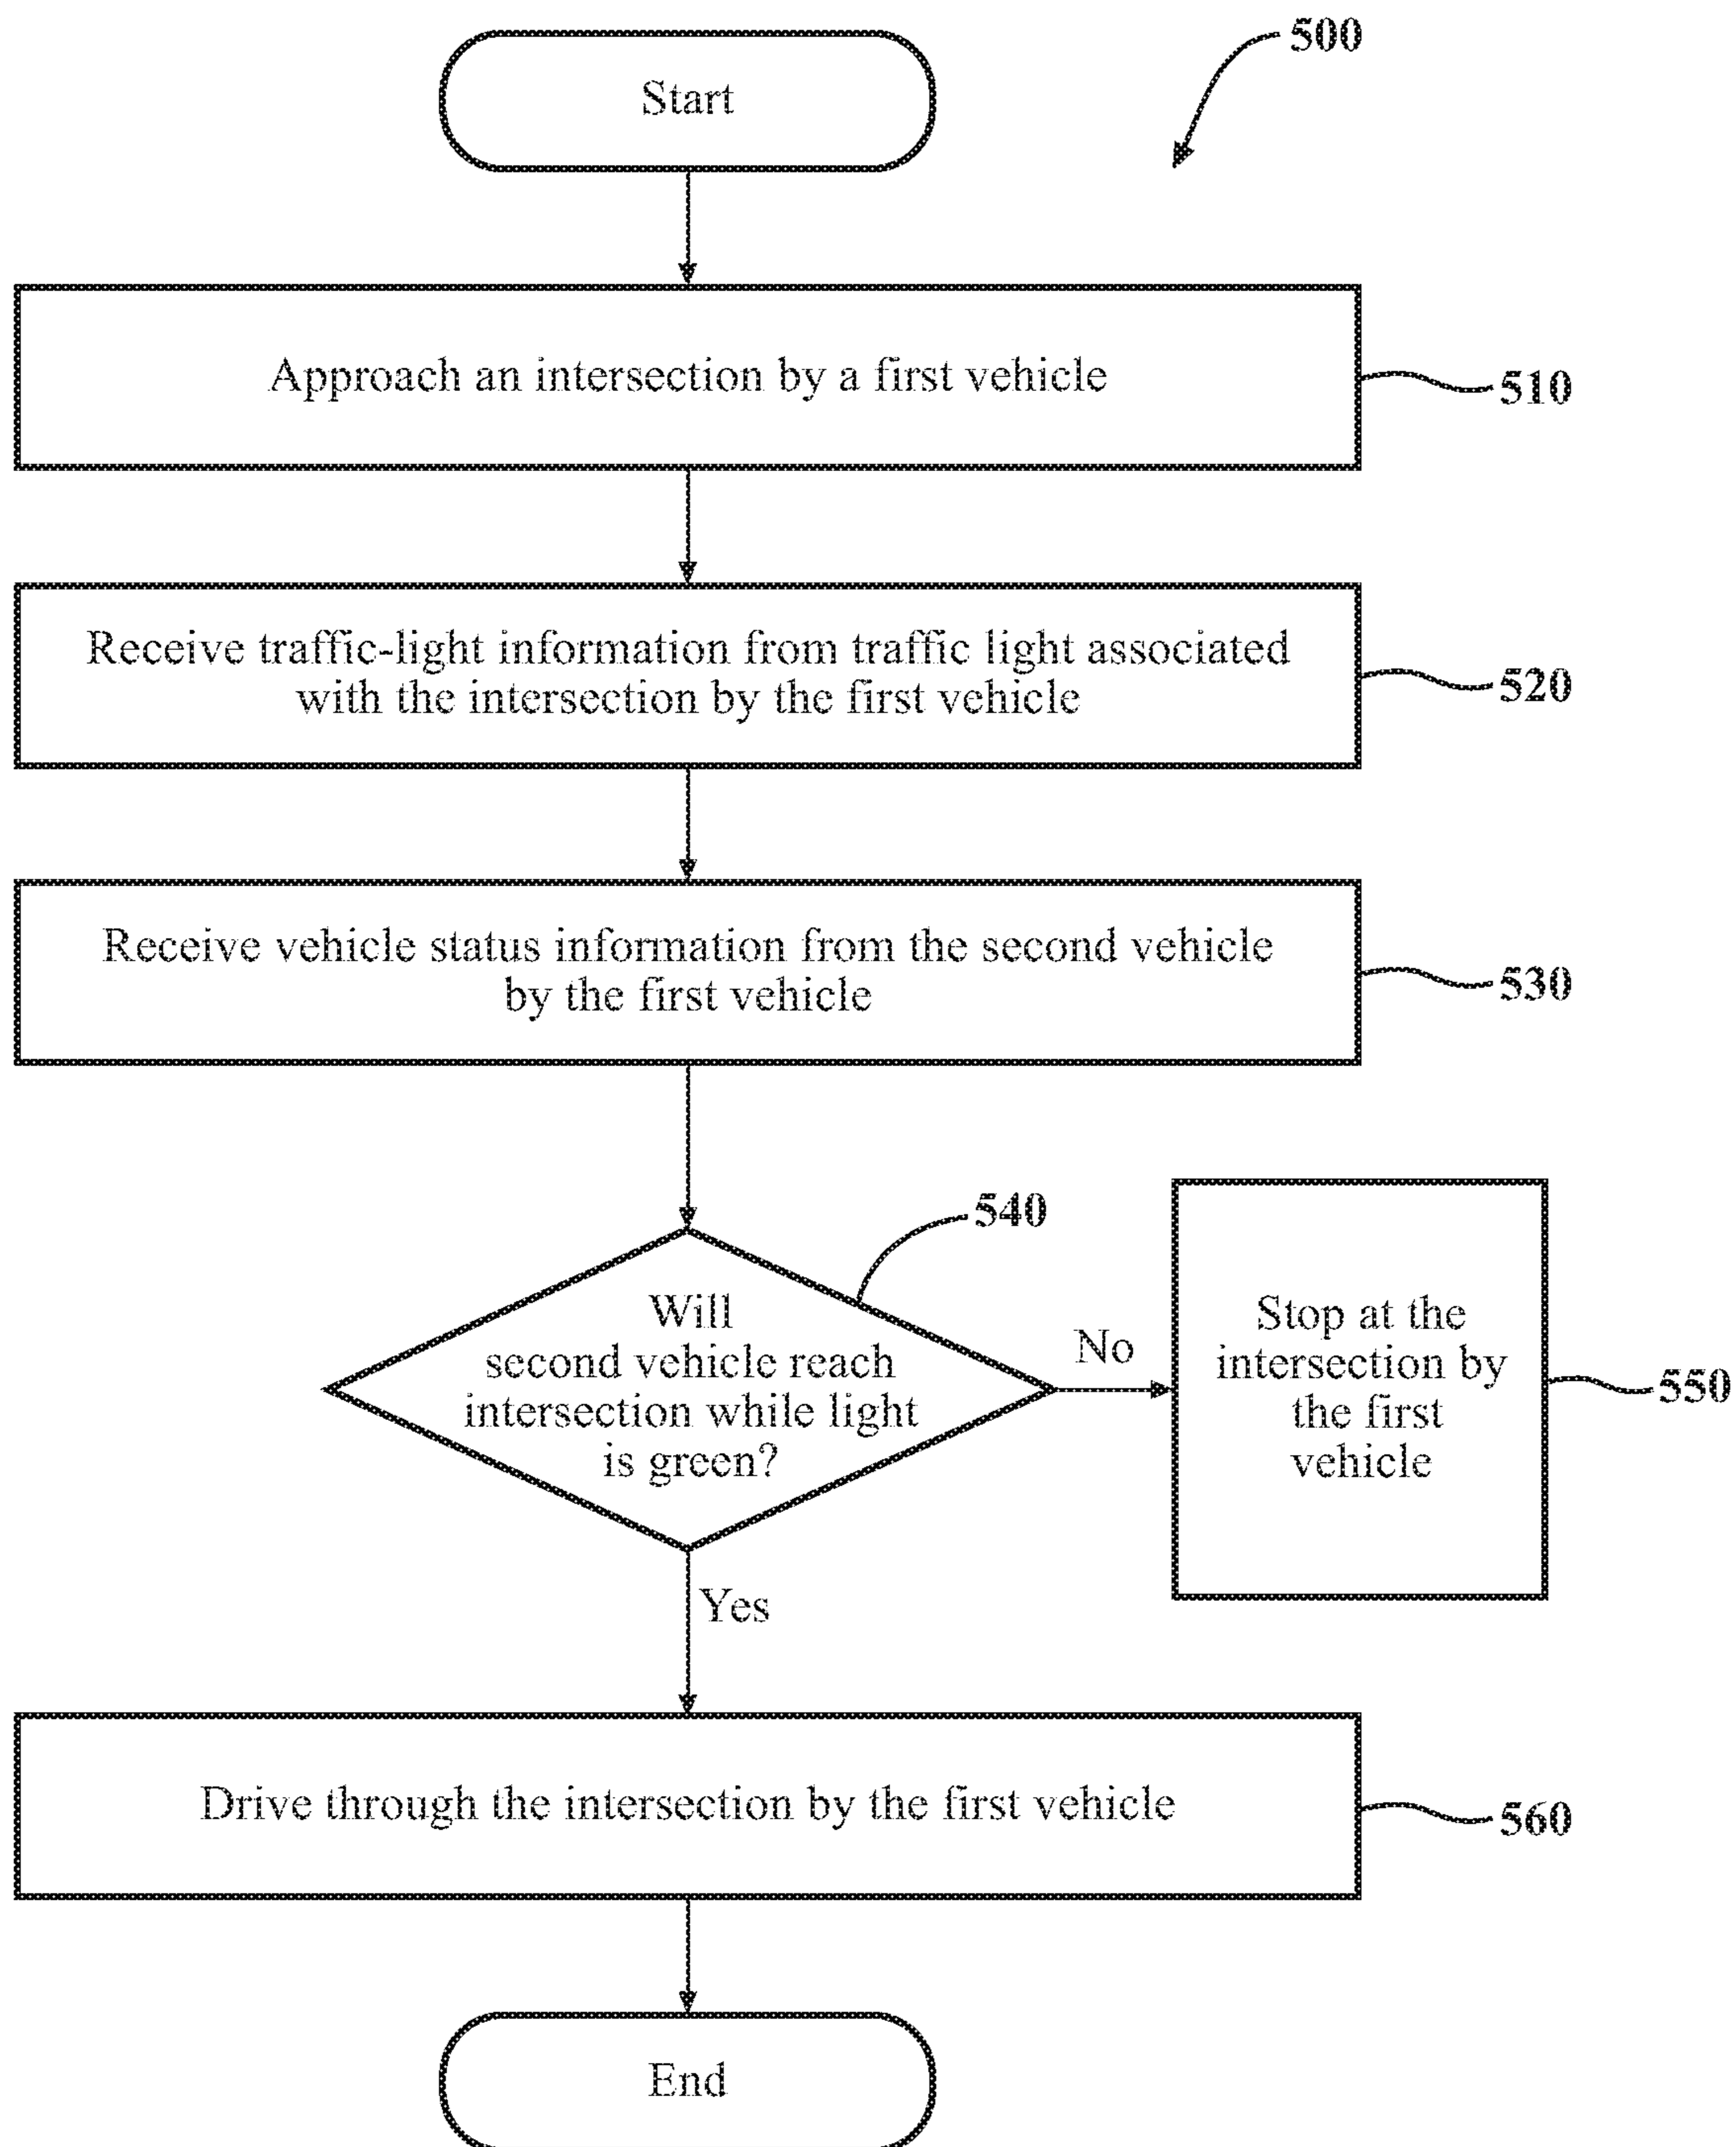 500
Start
Approach an intersection by a first vehicle
510
Receive traffic-light information from traffic light associated
with the intersection by the first vehicle
520
Receive vehicle status information from the second vehicle
by the first vehicle
530
540
Will
second vehicle reach
intersection while light
is green?
No
Stop at the
intersection by
the first
vehicle
550
Yes
Drive through the intersection by the first vehicle
560
End